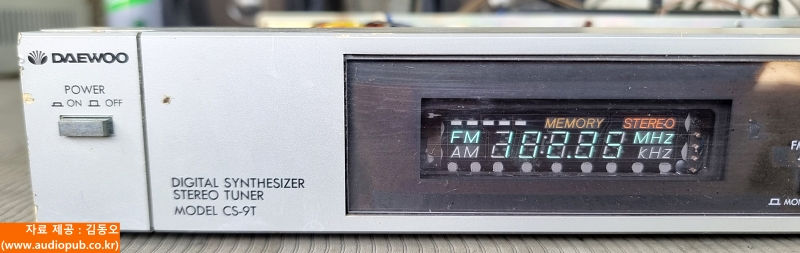 DAEWOO
POWER
ON OFF
DIGITAL SYNTHESIZER
STEREO TUNER
MODEL CS-9T
MEMORY STEREO
FM MHz
AM kHz
자료 제공 : 김동오
(www.audiopub.co.kr)